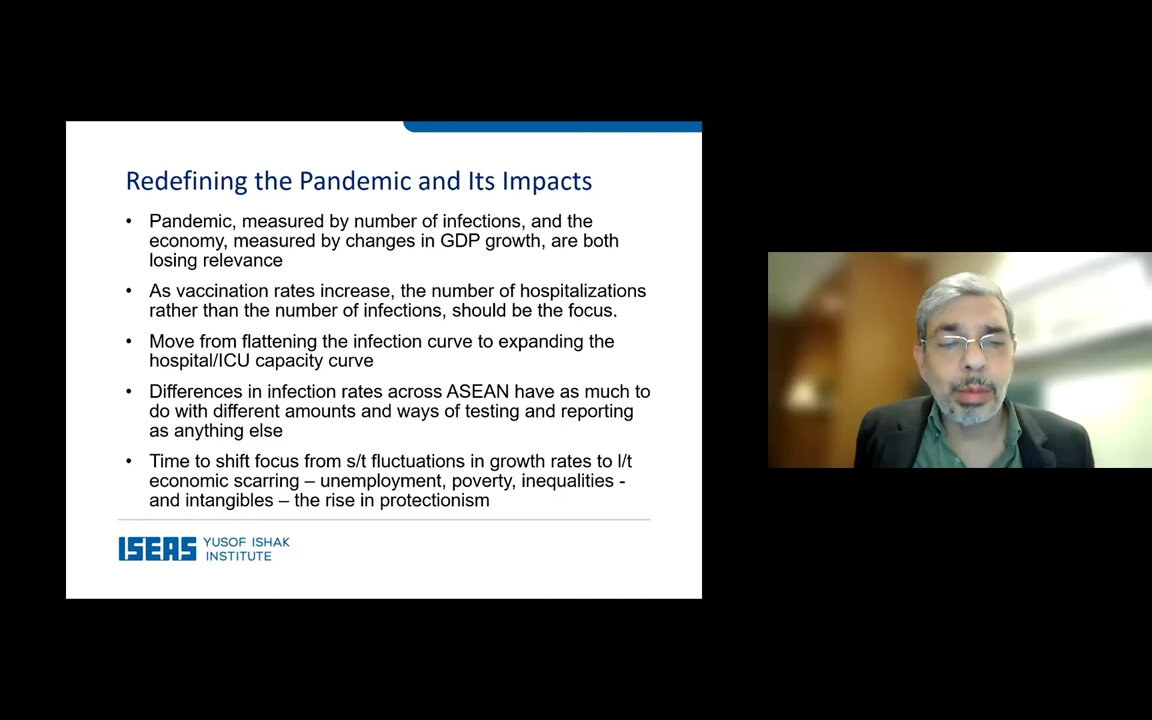 Redefining the Pandemic and Its Impacts
• Pandemic, measured by number of infections, and the
economy, measured by changes in GDP growth, are both
losing relevance
• As vaccination rates increase, the number of hospitalizations
rather than the number of infections, should be the focus.
• Move from flattening the infection curve to expanding the
hospital/ICU capacity curve
• Differences in infection rates across ASEAN have as much to
do with different amounts and ways of testing and reporting
as anything else
• Time to shift focus from s/t fluctuations in growth rates to l/t
economic scarring – unemployment, poverty, inequalities -
and intangibles – the rise in protectionism
ISEAS YUSOF ISHAK
INSTITUTE